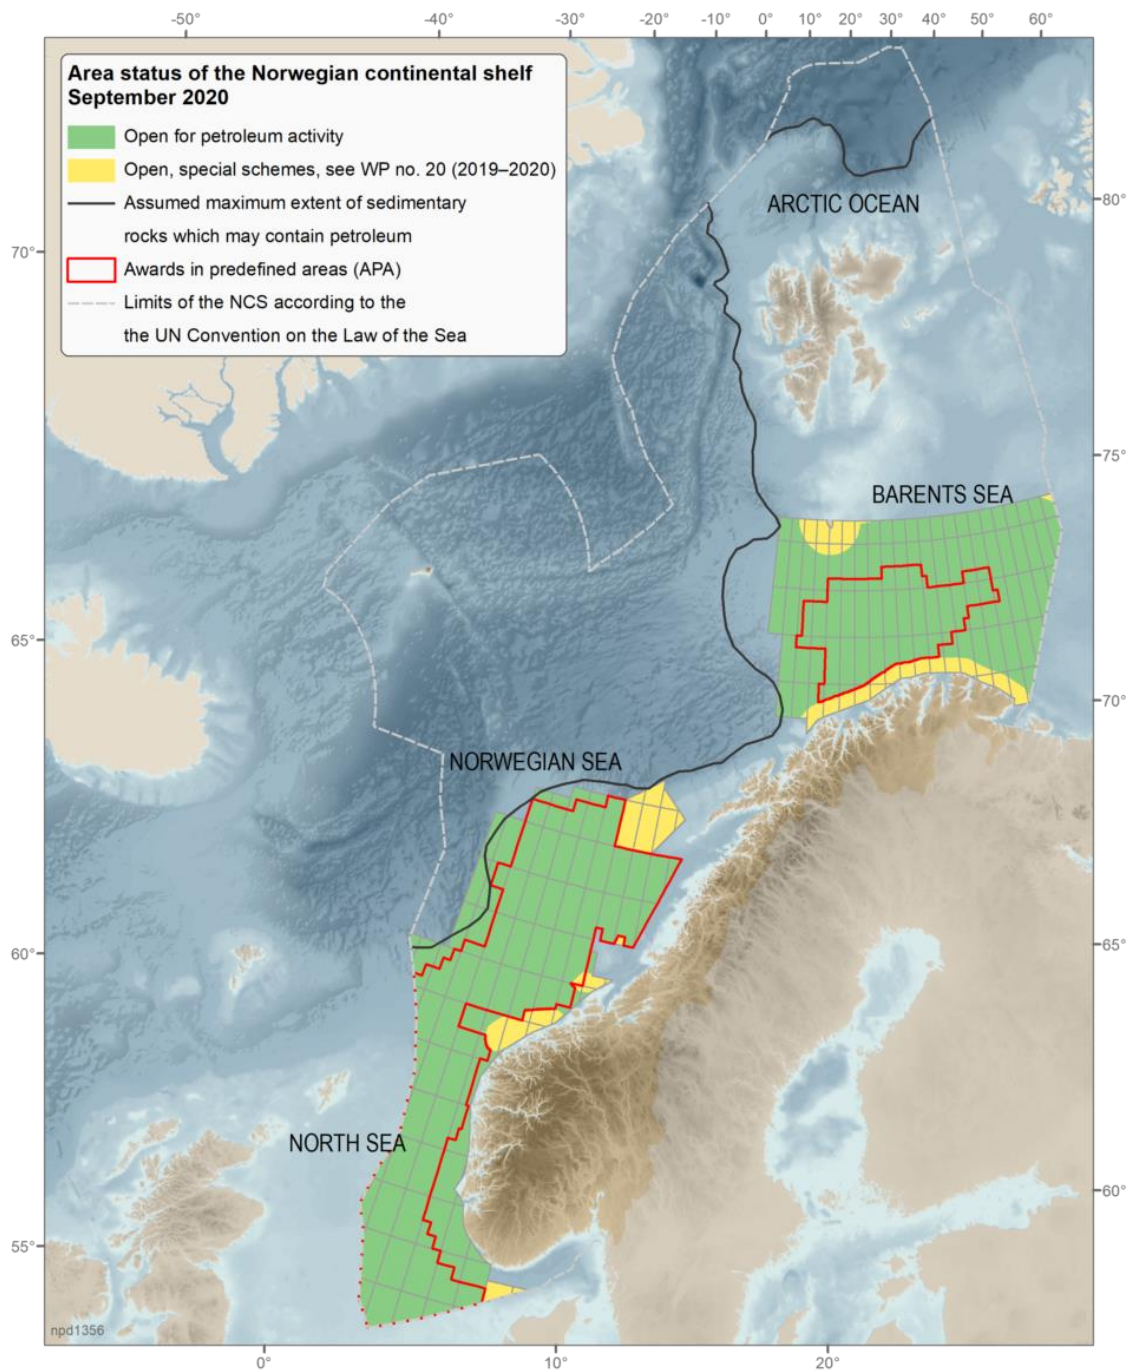 -50°
-40°
-30°
-20°
-10°
0°
10°
20°
30°
40°
50°
60°
Area status of the Norwegian continental shelf
September 2020
Open for petroleum activity
Open, special schemes, see WP no. 20 (2019–2020)
Assumed maximum extent of sedimentary
rocks which may contain petroleum
Awards in predefined areas (APA)
Limits of the NCS according to the
the UN Convention on the Law of the Sea
ARCTIC OCEAN
80°
70°
75°
BARENTS SEA
65°
70°
NORWEGIAN SEA
60°
65°
NORTH SEA
60°
55°
npd1356
0°
10°
20°